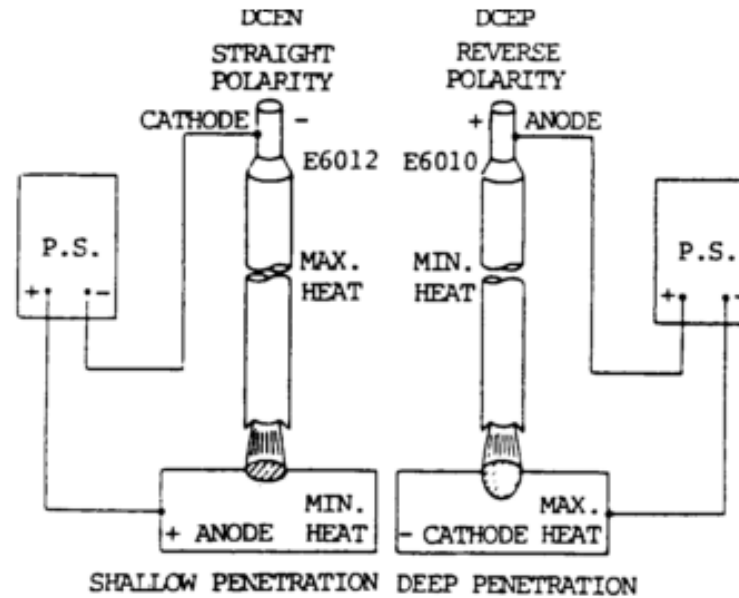 DCEN
STRAIGHT
POLARITY
CATHODE -
E6012
P.S.
+ -
MAX.
HEAT
MIN.
+ ANODE HEAT
SHALLOW PENETRATION
DCEP
REVERSE
POLARITY
+ ANODE
E6010
P.S.
+ -
MIN.
HEAT
MAX.
- CATHODE HEAT
DEEP PENETRATION